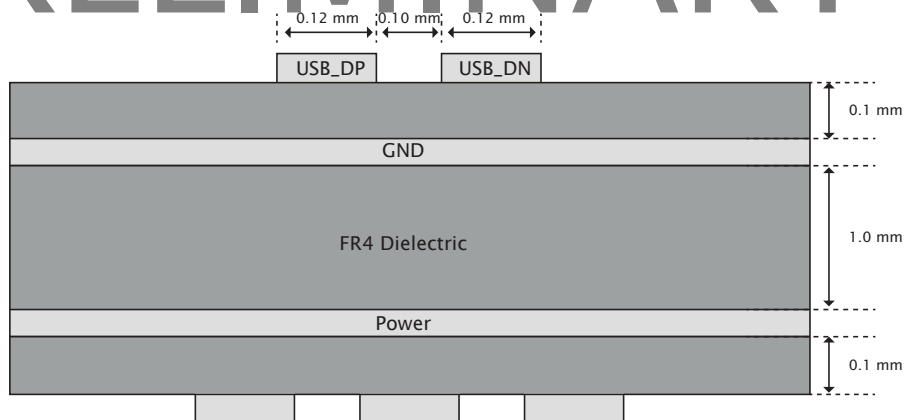 RELIMINARY
0.12 mm 0.10 mm 0.12 mm
USB_DP USB_DN
0.1 mm
GND
FR4 Dielectric
1.0 mm
Power
0.1 mm